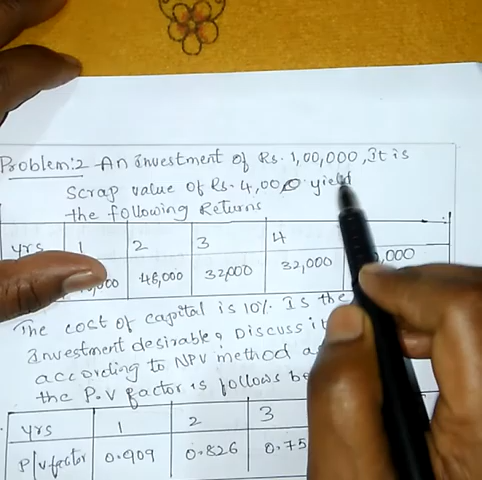 Problem:2 An investment of Rs. 1,00,000, It is
Scrap value of Rs. 4,000. yield
the following Returns
yrs 1 2 3 4
48,000 32,000 32,000
The cost of capital is 10%. Is the
investment desirable, Discuss it
according to NPV method
the P.V factor is follows
yrs 1 2 3
P/v factor 0.909 0.826 0.75